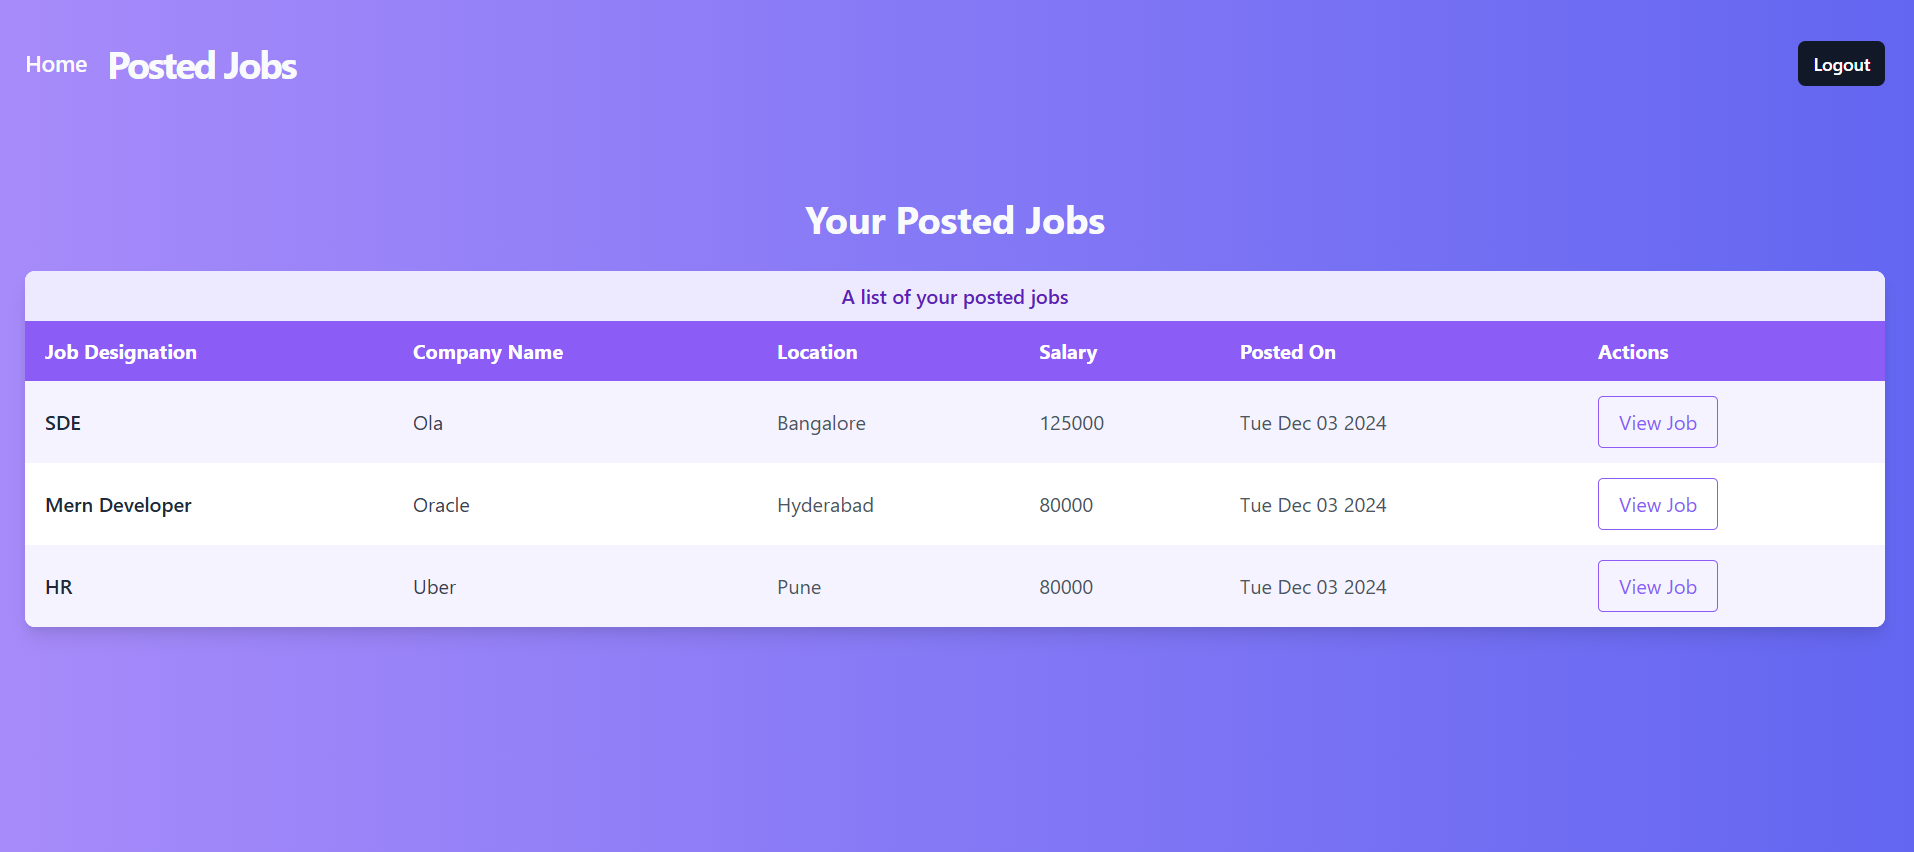 Home Posted Jobs Logout
Your Posted Jobs
A list of your posted jobs
Job Designation Company Name Location Salary Posted On Actions
SDE Ola Bangalore 125000 Tue Dec 03 2024 View Job
Mern Developer Oracle Hyderabad 80000 Tue Dec 03 2024 View Job
HR Uber Pune 80000 Tue Dec 03 2024 View Job